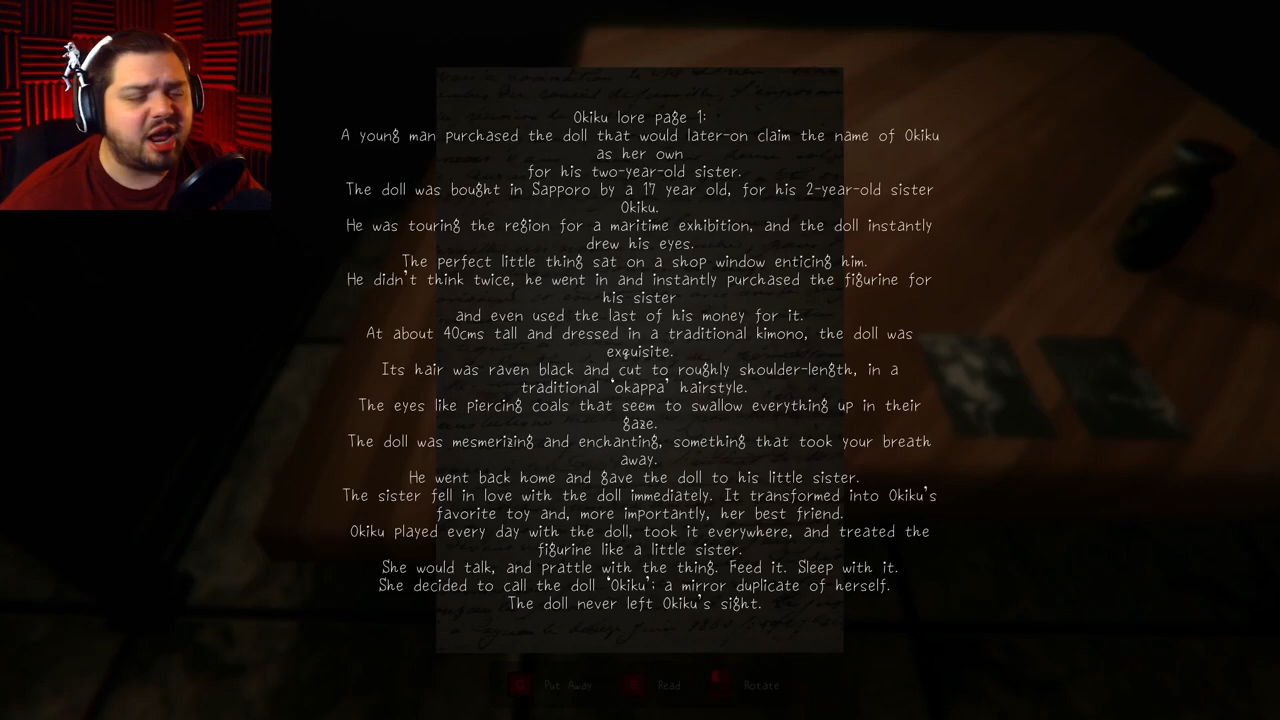 Okiku lore page 1:
A young man purchased the doll that would later-on claim the name of Okiku
as her own
for his two-year-old sister.
The doll was bought in Sapporo by a 17 year old, for his 2-year-old sister
Okiku.
He was touring the region for a maritime exhibition, and the doll instantly
drew his eyes.
The perfect little thing sat on a shop window enticing him.
He didn't think twice, he went in and instantly purchased the figurine for
his sister
and even used the last of his money for it.
At about 40cms tall and dressed in a traditional kimono, the doll was
exquisite.
Its hair was raven black and cut to roughly shoulder-length, in a
traditional 'okappa' hairstyle.
The eyes like piercing coals that seem to swallow everything up in their
gaze.
The doll was mesmerizing and enchanting, something that took your breath
away.
He went back home and gave the doll to his little sister.
The sister fell in love with the doll immediately. It transformed into Okiku's
favorite toy and, more importantly, her best friend.
Okiku played every day with the doll, took it everywhere, and treated the
figurine like a little sister.
She would talk, and prattle with the thing. Feed it. Sleep with it.
She decided to call the doll 'Okiku'; a mirror duplicate of herself.
The doll never left Okiku's sight.
Put Away Read Rotate